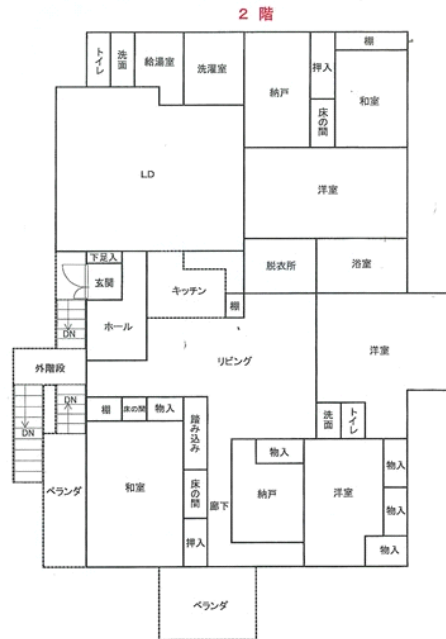 2 階
トイレ
洗面
給湯室
洗濯室
納戸
押入
床の間
棚
和室
LD
洋室
下足入
玄関
キッチン
脱衣所
浴室
棚
ホール
DN
リビング
洋室
外階段
DN
DN
棚
床の間
物入
踏み込み
洗面
トイレ
ベランダ
和室
床の間
押入
廊下
物入
納戸
洋室
物入
物入
物入
ベランダ